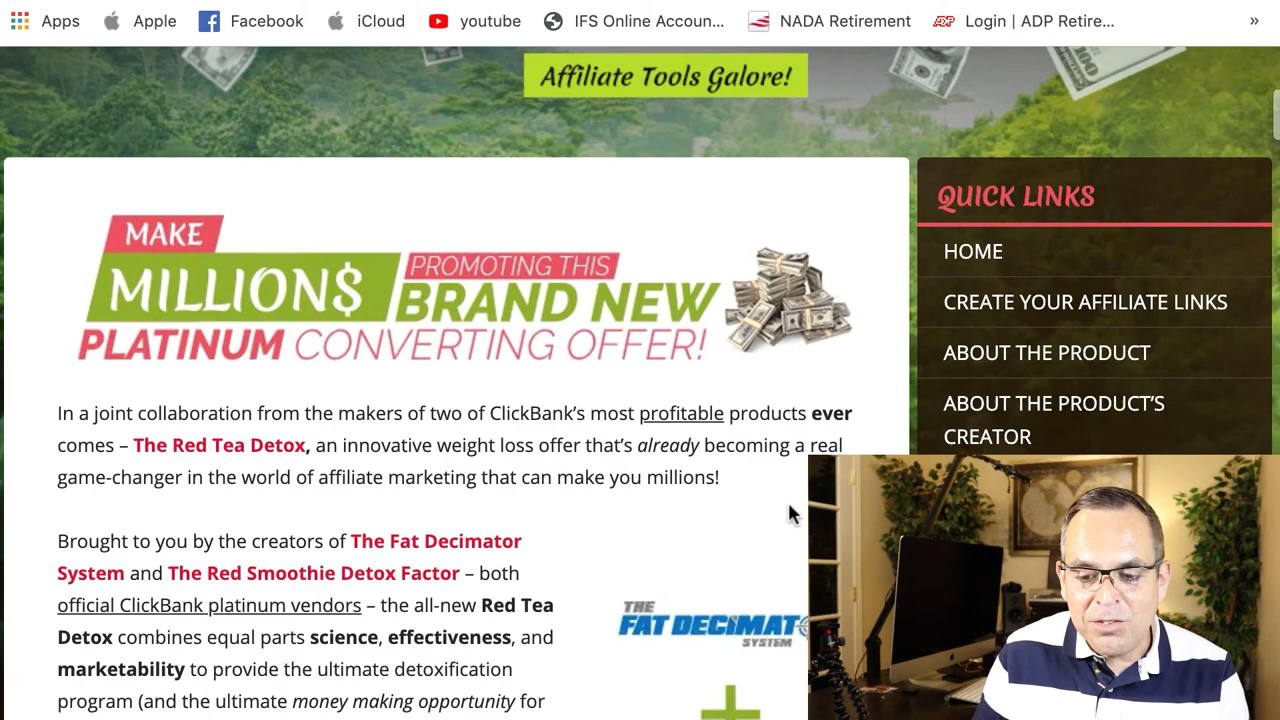 Apps Apple Facebook iCloud youtube IFS Online Accoun... NADA Retirement ADP Login | ADP Retire... »
Affiliate Tools Galore!
MAKE
MILLION$ PROMOTING THIS
BRAND NEW
PLATINUM CONVERTING OFFER!
In a joint collaboration from the makers of two of ClickBank's most profitable products ever
comes – The Red Tea Detox, an innovative weight loss offer that's already becoming a real
game-changer in the world of affiliate marketing that can make you millions!
Brought to you by the creators of The Fat Decimator
System and The Red Smoothie Detox Factor – both
official ClickBank platinum vendors – the all-new Red Tea
Detox combines equal parts science, effectiveness, and
marketability to provide the ultimate detoxification
program (and the ultimate money making opportunity for
THE
FAT DECIMAT
SYSTEM
QUICK LINKS
HOME
CREATE YOUR AFFILIATE LINKS
ABOUT THE PRODUCT
ABOUT THE PRODUCT'S
CREATOR